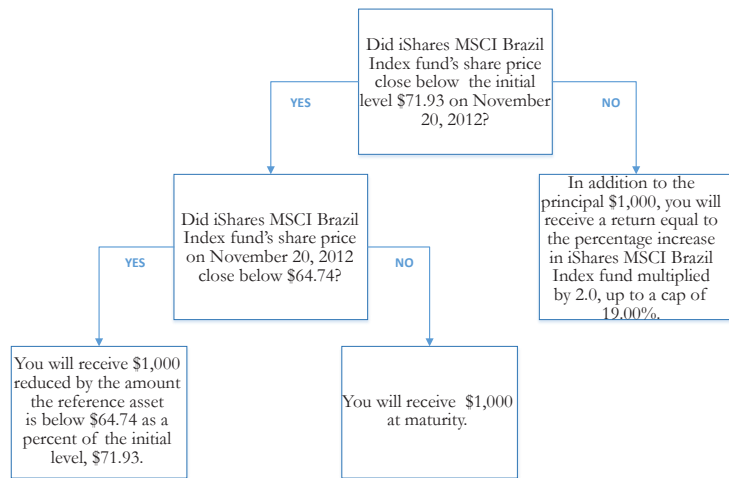 Did iShares MSCI Brazil
Index fund's share price
close below the initial
level $71.93 on November
20, 2012?
YES
NO
Did iShares MSCI Brazil
Index fund's share price
on November 20, 2012
close below $64.74?
In addition to the
principal $1,000, you will
receive a return equal to
the percentage increase
in iShares MSCI Brazil
Index fund multiplied
by 2.0, up to a cap of
19.00%.
YES
NO
You will receive $1,000
reduced by the amount
the reference asset
is below $64.74 as a
percent of the initial
level, $71.93.
You will receive $1,000
at maturity.